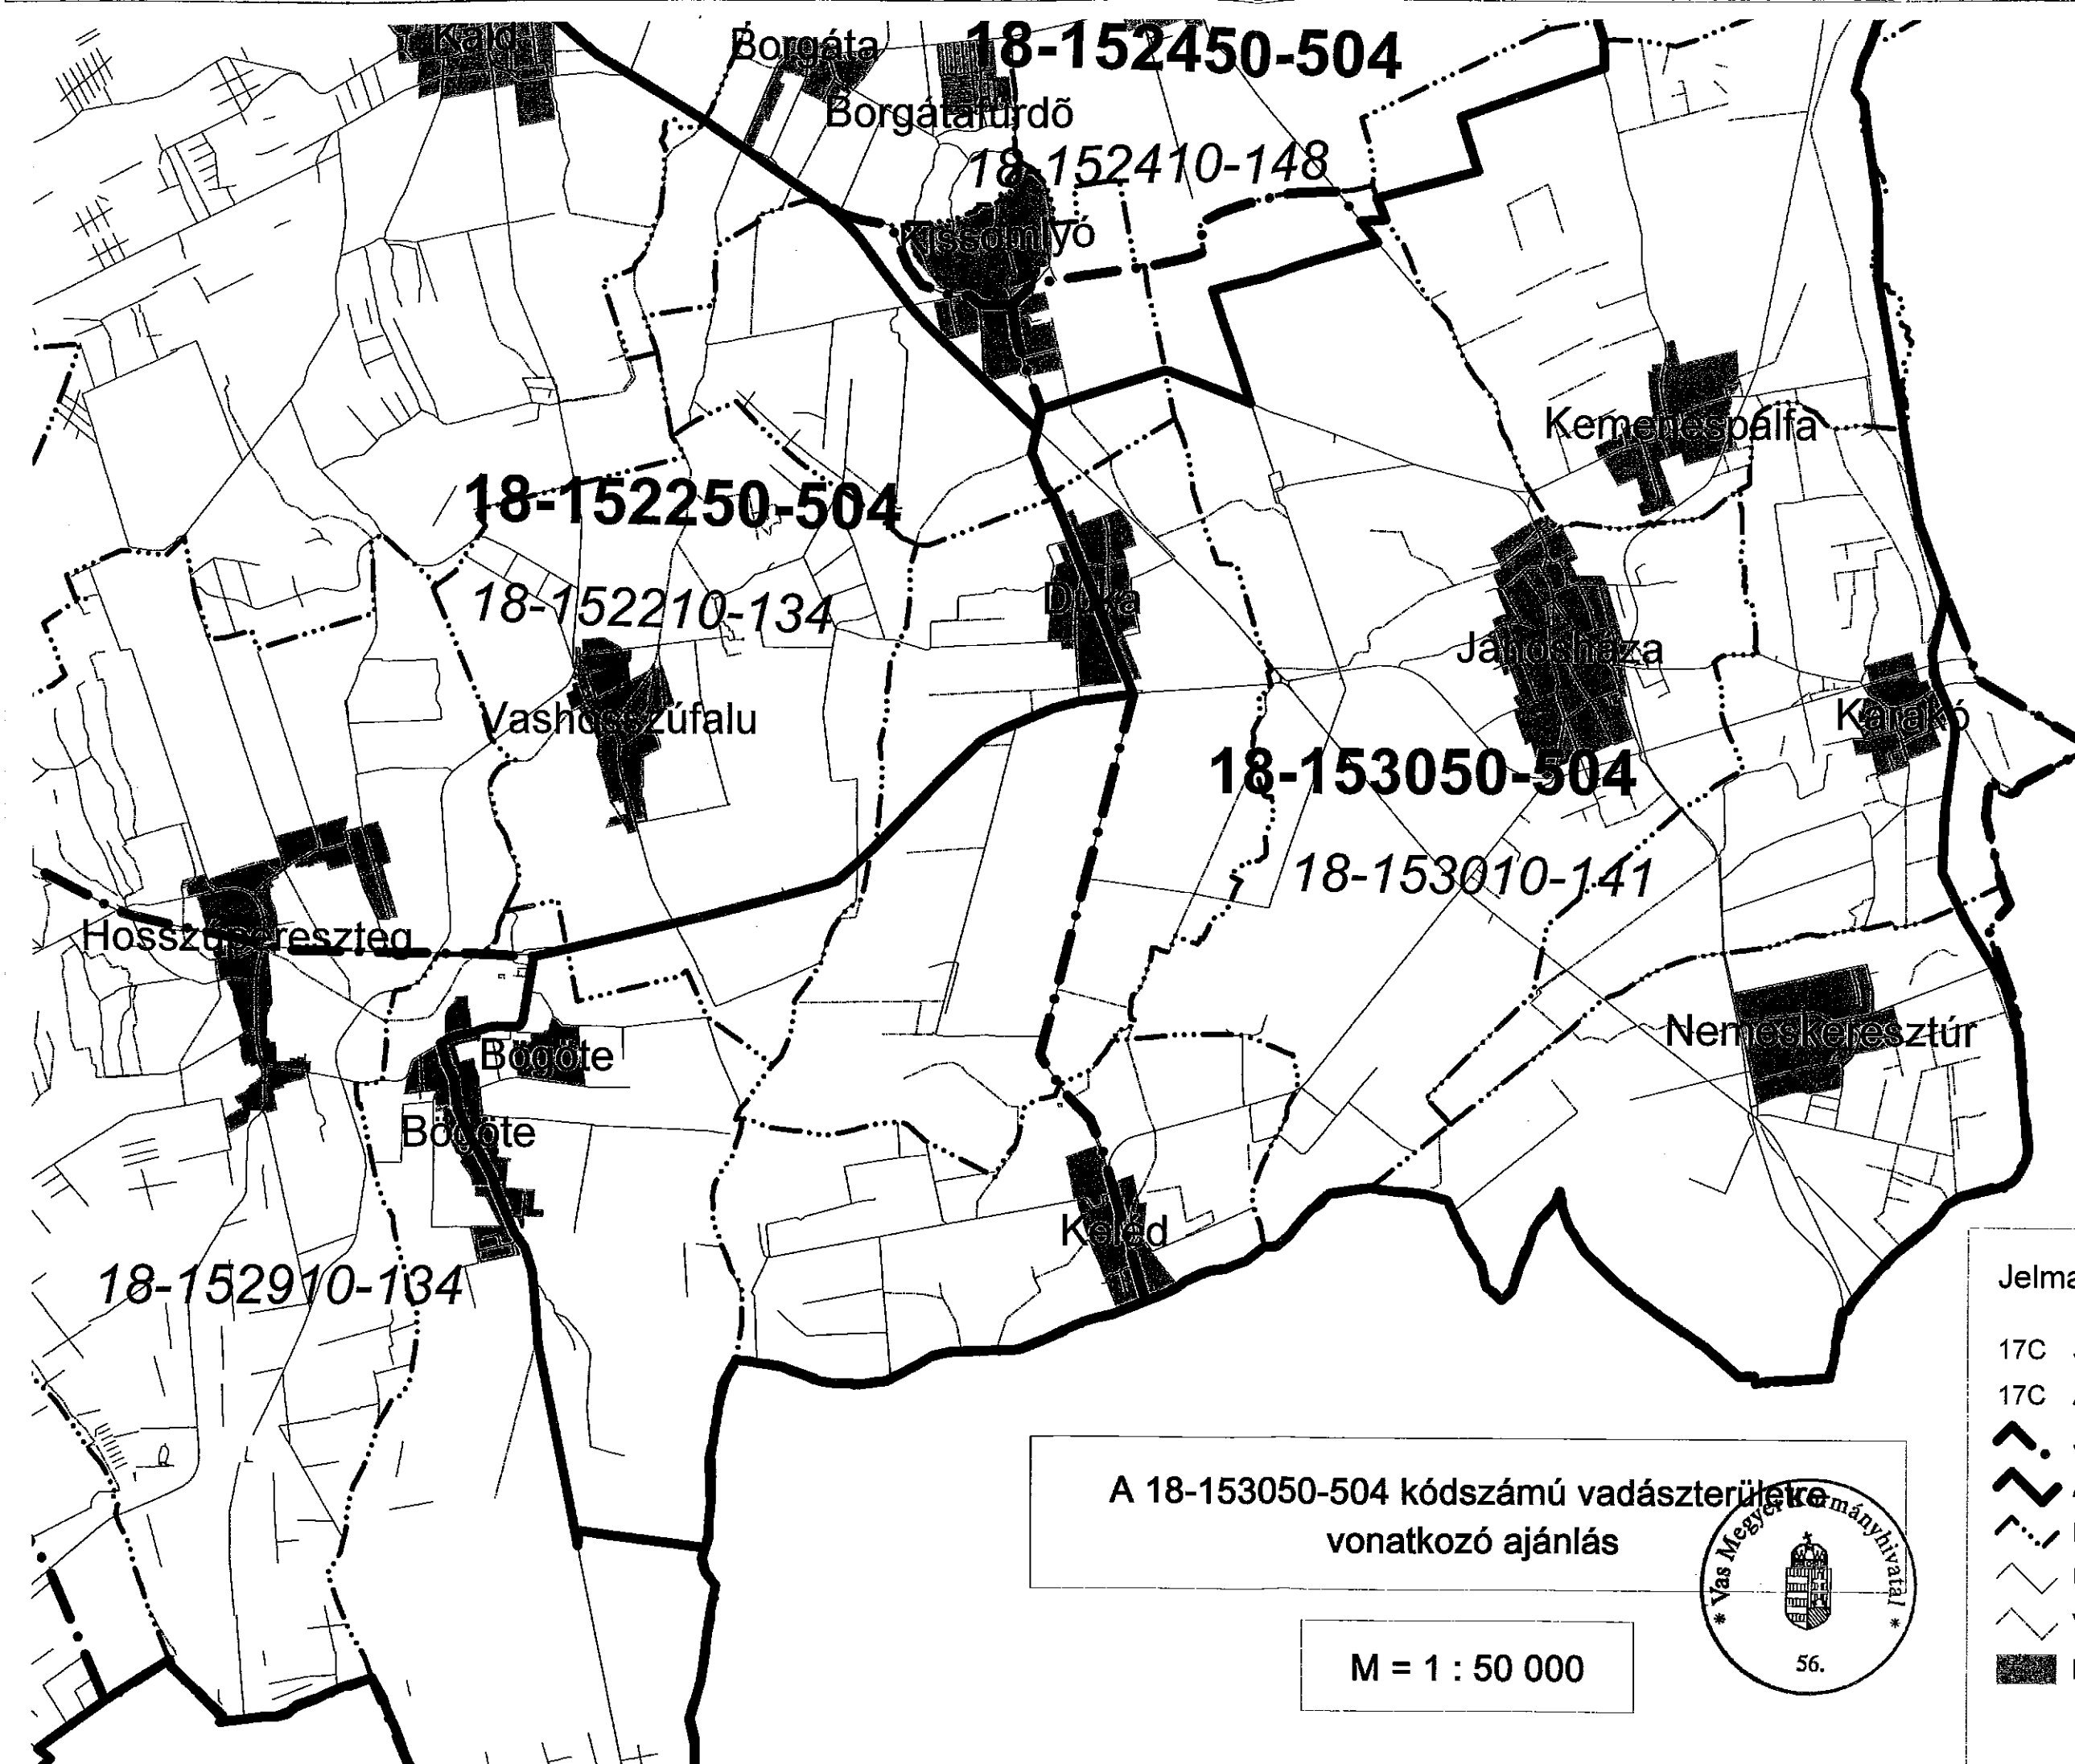 Káld
Borgáta
18-152450-504
Borgátafürdõ
18-152410-148
Kissomlyó
Kemenespálfa
18-152250-504
18-152210-134
Duka
Jánosháza
Vashosszúfalu
Karakó
18-153050-504
18-153010-141
Hosszúpereszteg
Nemeskeresztúr
Bögöte
Bögöte
Keléd
18-152910-134
Jelma
17C
17C
A 18-153050-504 kódszámú vadászterületre
vonatkozó ajánlás
* Vas Megyei Kormányhivatal *
56.
M = 1 : 50 000